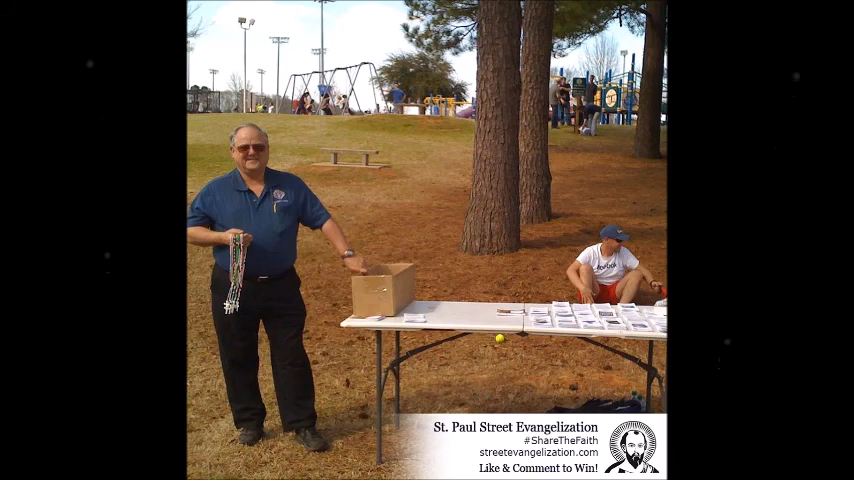 St. Paul Street Evangelization
#ShareTheFaith
streetevangelization.com
Like & Comment to Win!